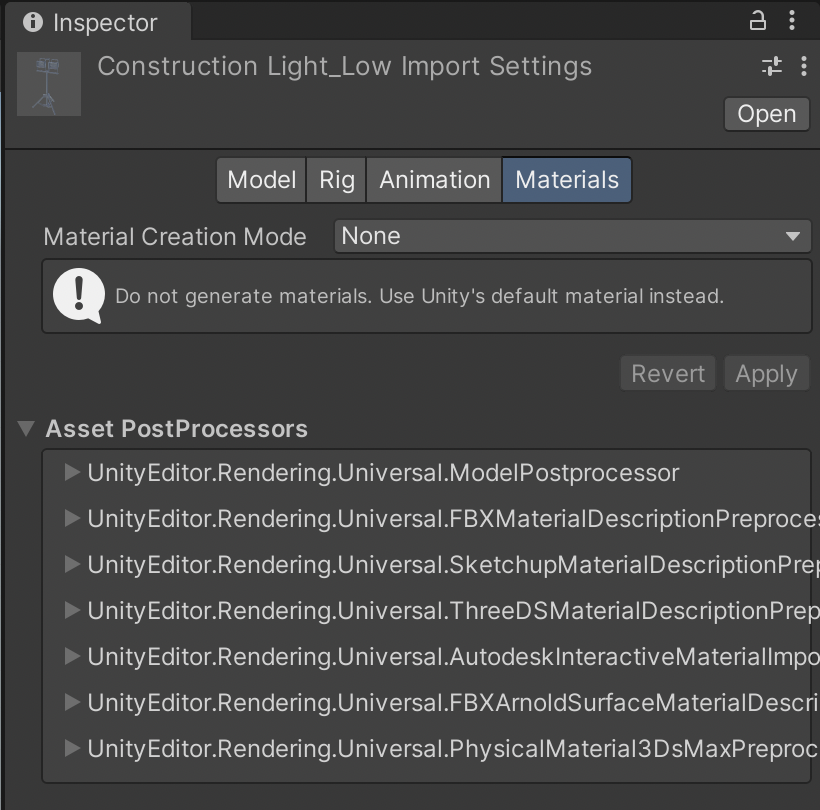 Inspector
Construction Light_Low Import Settings
Open
Model Rig Animation Materials
Material Creation Mode None
Do not generate materials. Use Unity's default material instead.
Revert Apply
Asset PostProcessors
UnityEditor.Rendering.Universal.ModelPostprocessor
UnityEditor.Rendering.Universal.FBXMaterialDescriptionPreproces
UnityEditor.Rendering.Universal.SketchupMaterialDescriptionPrep
UnityEditor.Rendering.Universal.ThreeDSMaterialDescriptionPrep
UnityEditor.Rendering.Universal.AutodeskInteractiveMaterialImpo
UnityEditor.Rendering.Universal.FBXArnoldSurfaceMaterialDescri
UnityEditor.Rendering.Universal.PhysicalMaterial3DsMaxPreproc